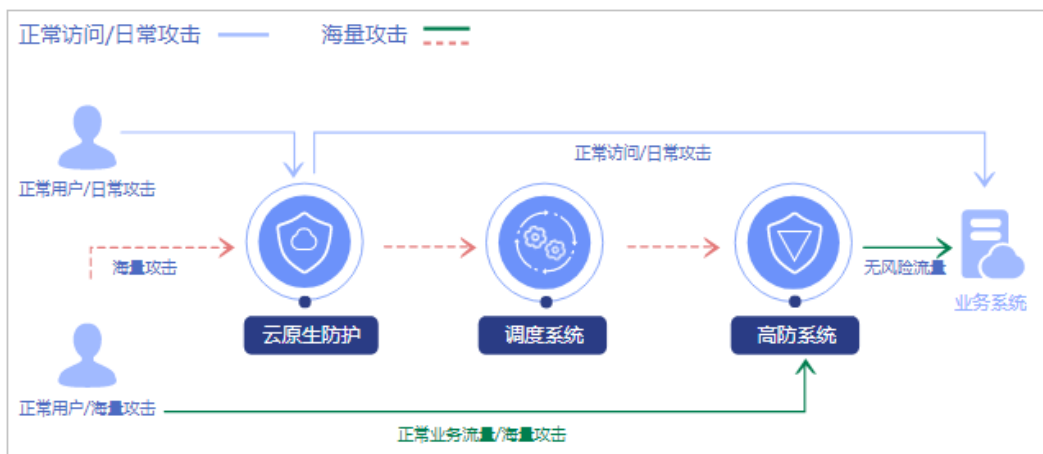 正常访问/日常攻击
海量攻击
正常访问/日常攻击
正常用户/日常攻击
海量攻击
无风险流量
业务系统
云原生防护
调度系统
高防系统
正常用户/海量攻击
正常业务流量/海量攻击